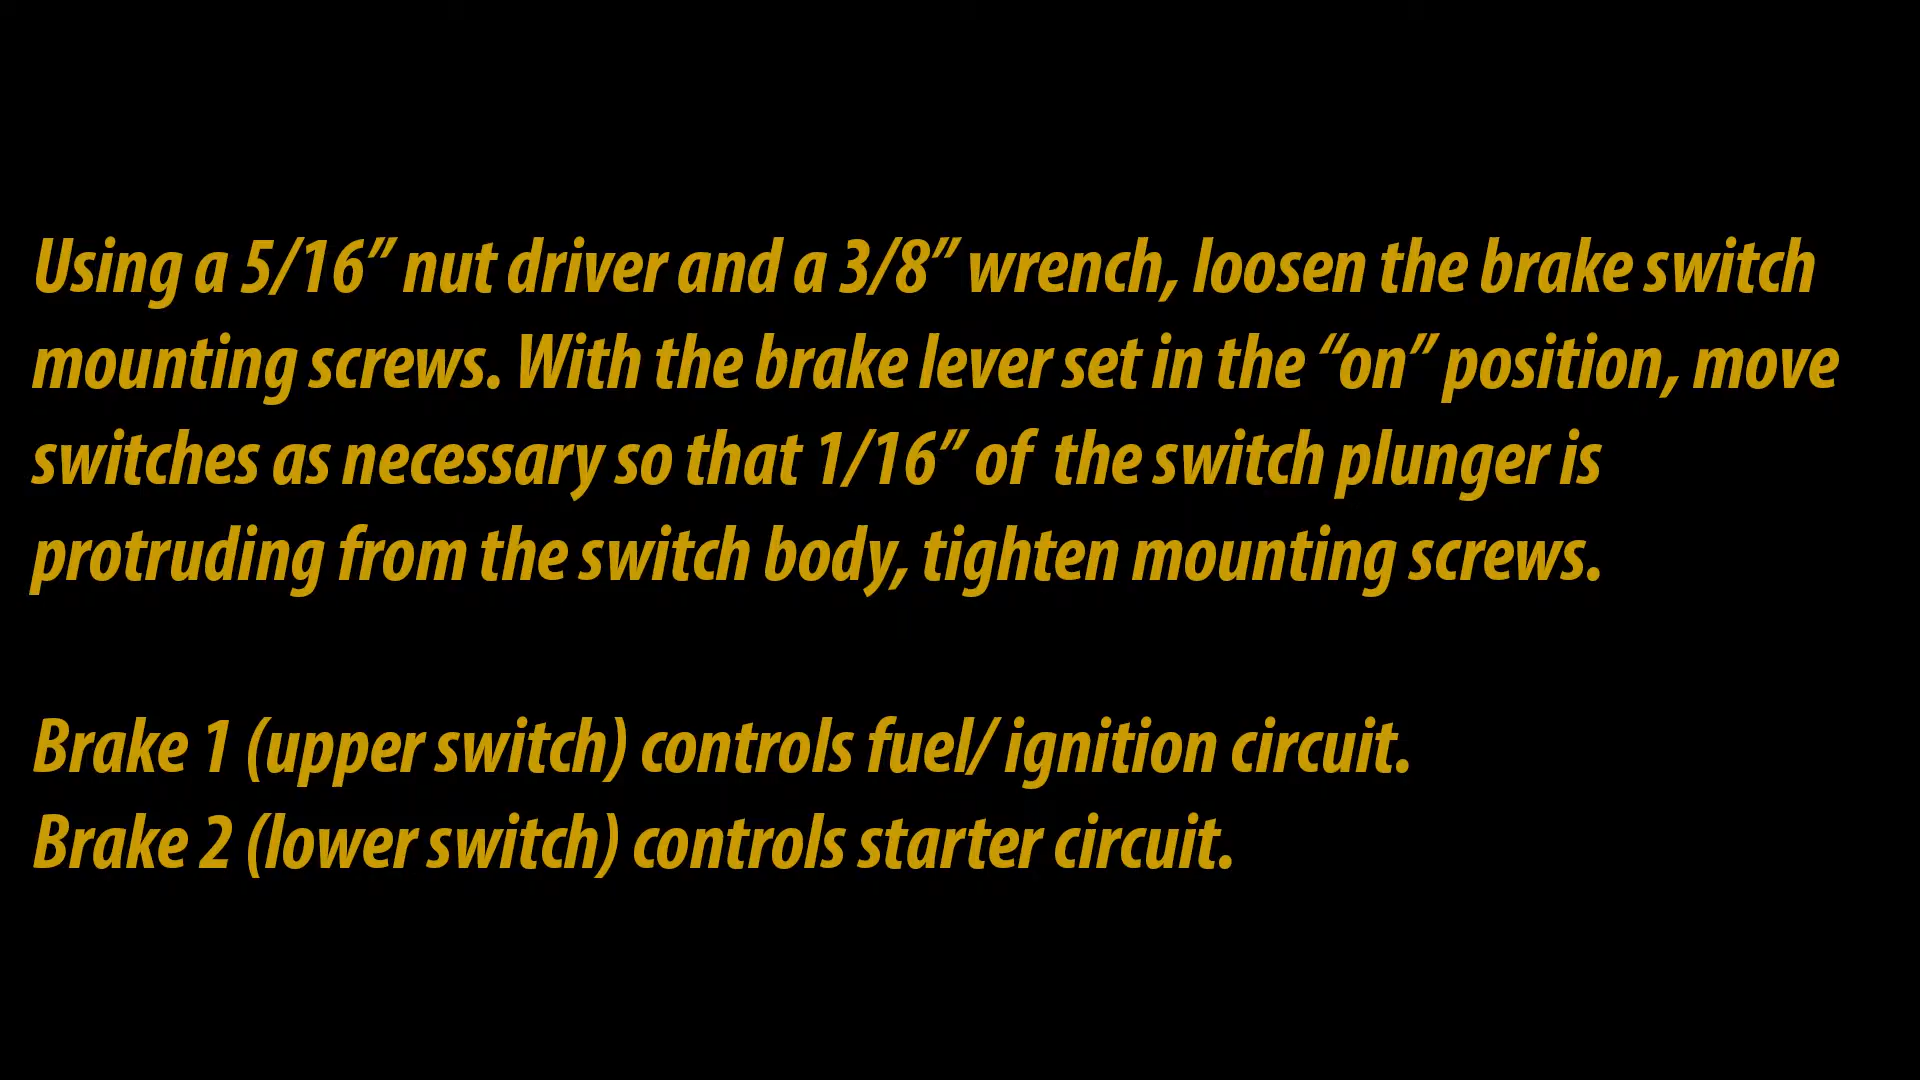 Using a 5/16” nut driver and a 3/8” wrench, loosen the brake switch
mounting screws. With the brake lever set in the “on” position, move
switches as necessary so that 1/16” of  the switch plunger is
protruding from the switch body, tighten mounting screws.
Brake 1 (upper switch) controls fuel/ ignition circuit.
Brake 2 (lower switch) controls starter circuit.